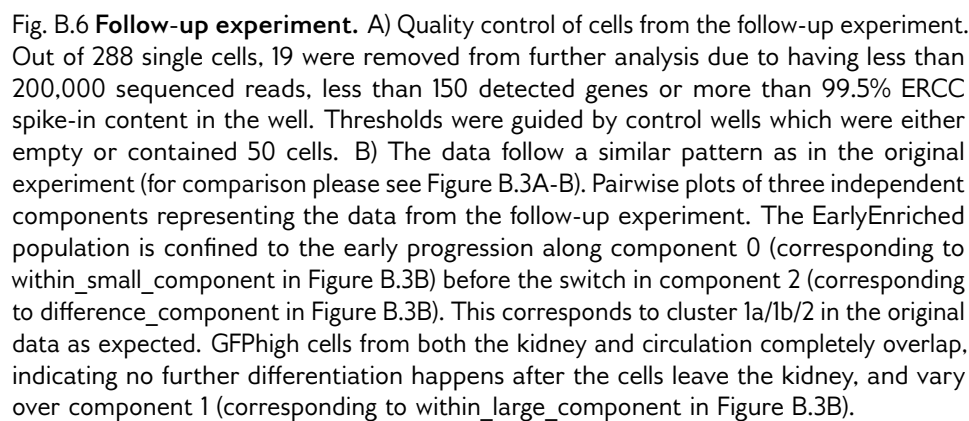 Fig. B.6 Follow-up experiment. A) Quality control of cells from the follow-up experiment.
Out of 288 single cells, 19 were removed from further analysis due to having less than
200,000 sequenced reads, less than 150 detected genes or more than 99.5% ERCC
spike-in content in the well. Thresholds were guided by control wells which were either
empty or contained 50 cells. B) The data follow a similar pattern as in the original
experiment (for comparison please see Figure B.3A-B). Pairwise plots of three independent
components representing the data from the follow-up experiment. The EarlyEnriched
population is confined to the early progression along component 0 (corresponding to
within_small_component in Figure B.3B) before the switch in component 2 (corresponding
to difference_component in Figure B.3B). This corresponds to cluster 1a/1b/2 in the original
data as expected. GFPhigh cells from both the kidney and circulation completely overlap,
indicating no further differentiation happens after the cells leave the kidney, and vary
over component 1 (corresponding to within_large_component in Figure B.3B).